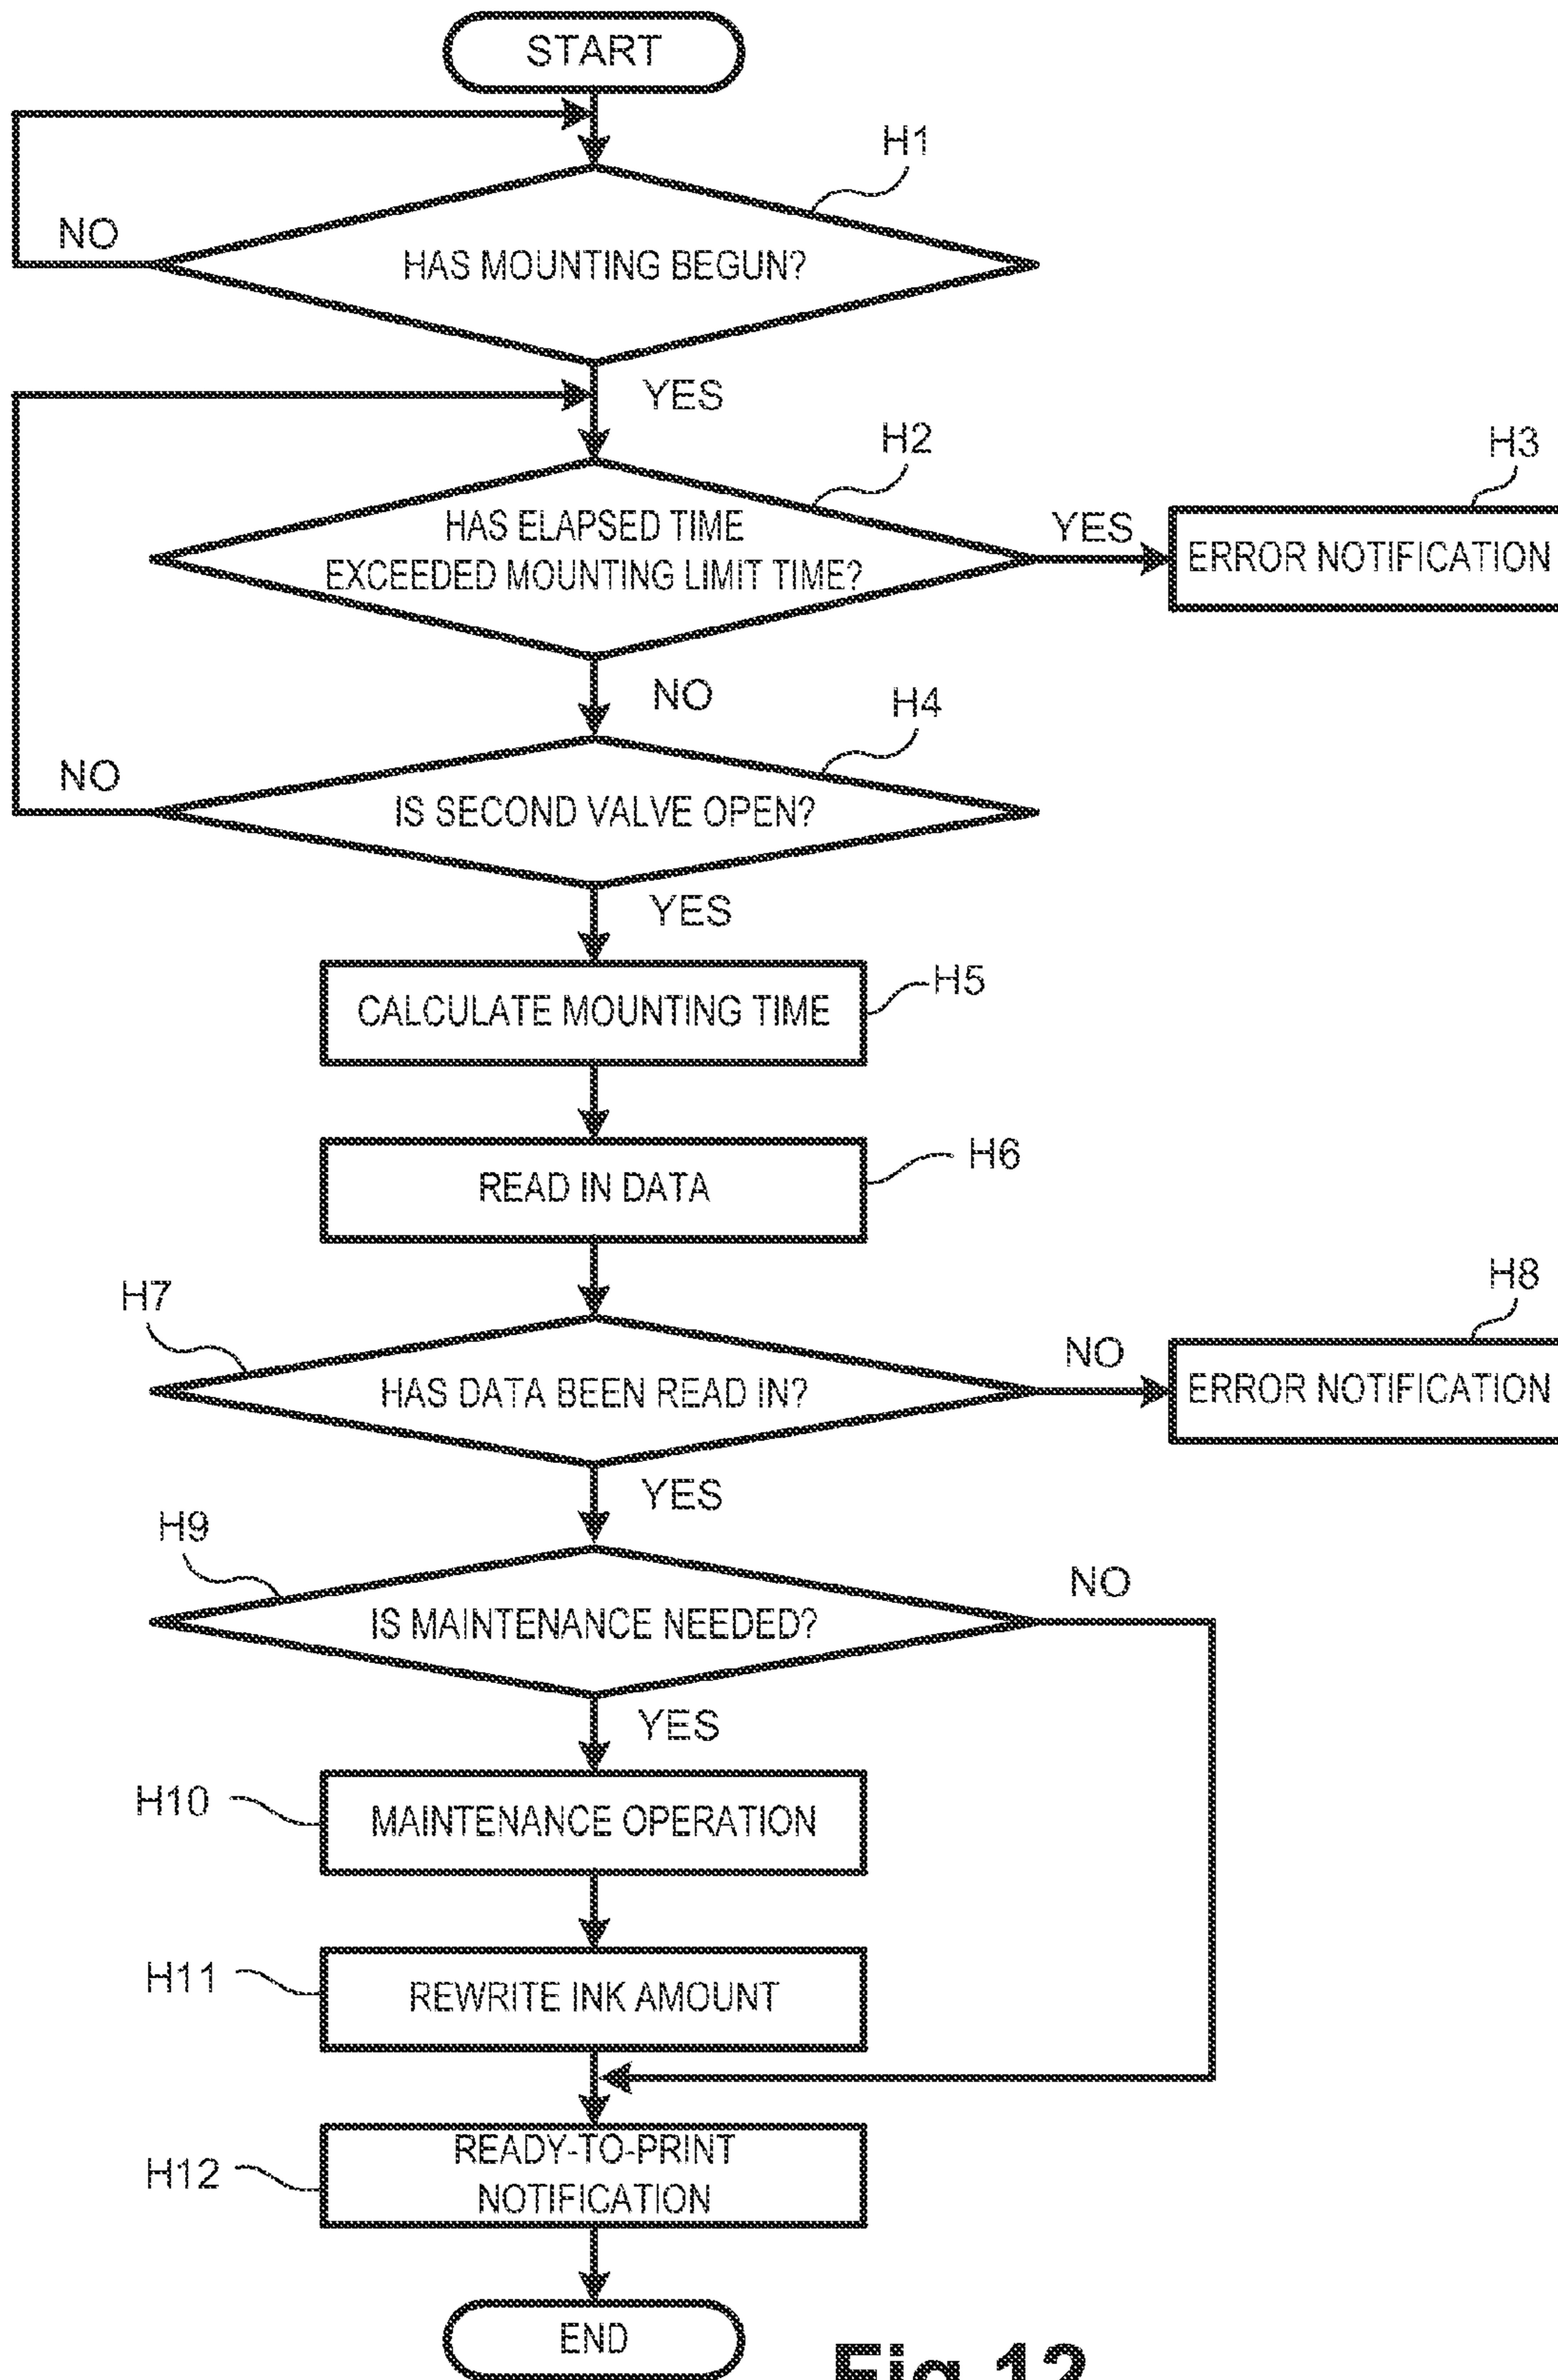 START
H1
NO
HAS MOUNTING BEGUN?
YES
H2
H3
HAS ELAPSED TIME
EXCEEDED MOUNTING LIMIT TIME?
YES
ERROR NOTIFICATION
NO
H4
NO
IS SECOND VALVE OPEN?
YES
CALCULATE MOUNTING TIME
H5
READ IN DATA
H6
H7
H8
HAS DATA BEEN READ IN?
NO
ERROR NOTIFICATION
YES
H9
NO
IS MAINTENANCE NEEDED?
YES
H10
MAINTENANCE OPERATION
H11
REWRITE INK AMOUNT
H12
READY-TO-PRINT
NOTIFICATION
END
Fig.12